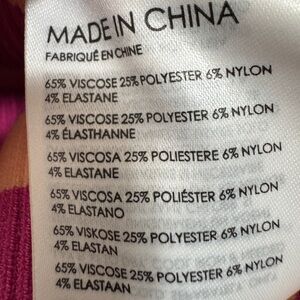 MADE IN CHINA
FABRIQUÉ EN CHINE
65% VISCOSE 25% POLYESTER 6% NYLON
4% ELASTANE
65% VISCOSE 25% POLYESTER 6% NYLON
4% ÉLASTHANNE
65% VISCOSA 25% POLIESTERE 6% NYLON
4% ELASTANE
65% VISCOSA 25% POLIÉSTER 6% NYLON
4% ELASTANO
65% VISKOSE 25% POLYESTER 6% NYLON
4% ELASTAN
65% VISCOSE 25% POLYESTER 6% NYLON
4% ELASTAAN